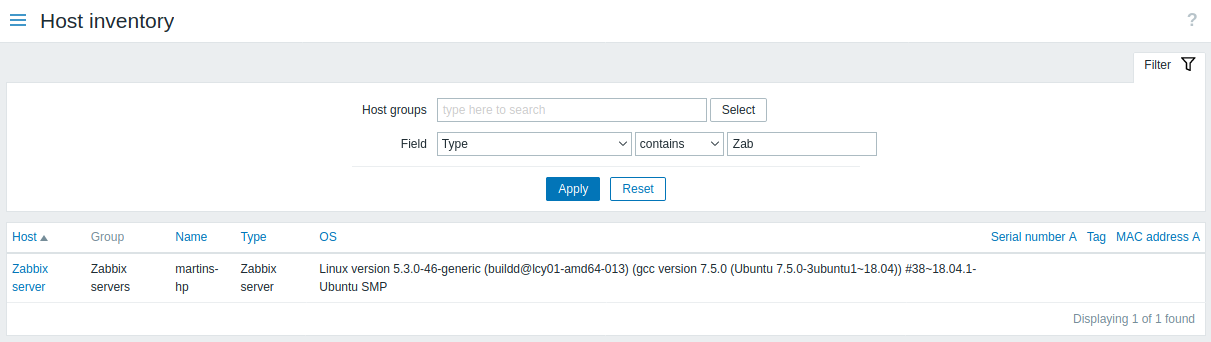 Host inventory ?
Filter
Host groups type here to search Select
Field Type contains Zab
Apply Reset
Host Group Name Type OS Serial number A Tag MAC address A
Zabbix Zabbix martins- Zabbix Linux version 5.3.0-46-generic (buildd@lcy01-amd64-013) (gcc version 7.5.0 (Ubuntu 7.5.0-3ubuntu1~18.04)) #38~18.04.1-
server servers hp server Ubuntu SMP
Displaying 1 of 1 found